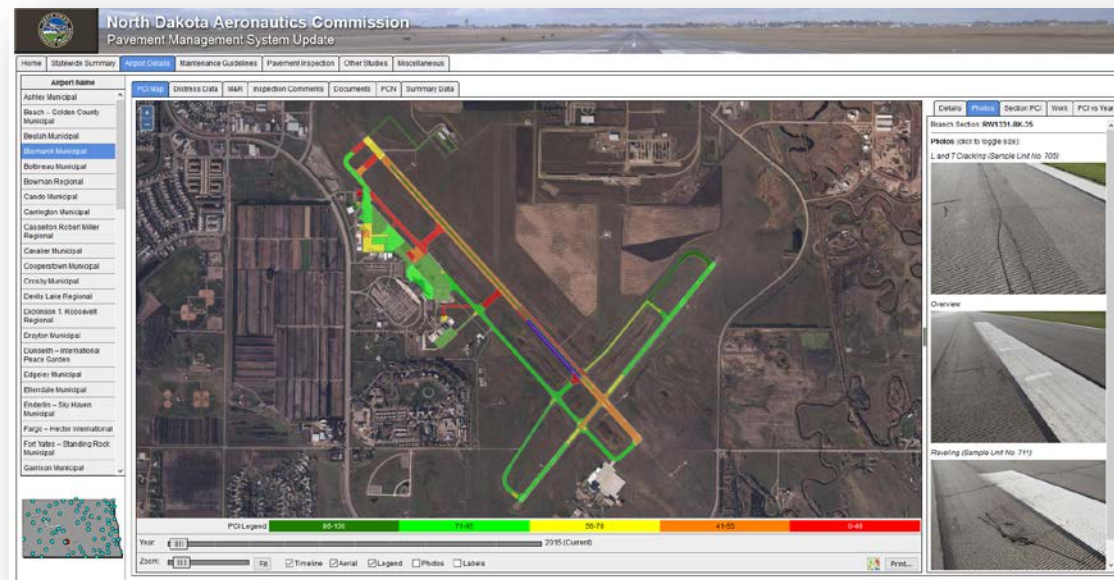 North Dakota Aeronautics Commission
Pavement Management System Update
Home Statewide Summary Airport Details Maintenance Guidelines Pavement Inspection Other Studies Miscellaneous
Airport Name
Ashley Municipal
Beach – Golden County
Municipal
Beulah Municipal
Bismarck Municipal
Bottineau Municipal
Bowman Regional
Cando Municipal
Carrington Municipal
Casselton Robert Miller
Regional
Cavalier Municipal
Cooperstown Municipal
Crosby Municipal
Devils Lake Regional
Dickinson T. Roosevelt
Regional
Drayton Municipal
Dunseith – International
Peace Garden
Edgeley Municipal
Ellendale Municipal
Enderlin – Sky Haven
Municipal
Fargo – Hector International
Fort Yates – Standing Rock
Municipal
Garrison Municipal
PCI Map Distress Data M&R Inspection Comments Documents PCN Summary Data
PCI Legend: 86-100 71-85 56-70 41-55 0-40
Year: 2015 (Current)
Zoom: Fit Timeline Aerial Legend Photos Labels Print...
Details Photos Section PCI Work PCI vs Year
Branch Section: RW1331-BK-35
Photos (click to toggle size):
L and T Cracking (Sample Unit No. 705)
Overview
Raveling (Sample Unit No. 711)